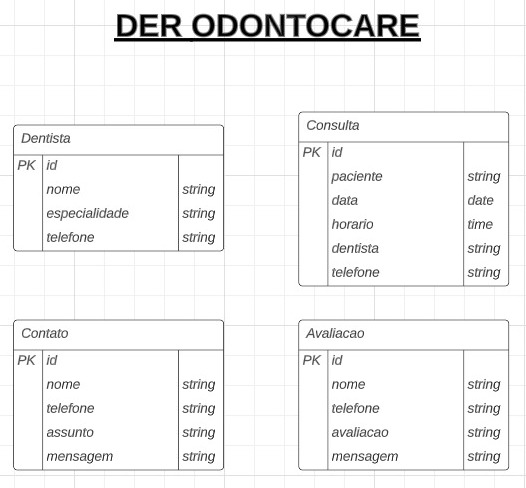 DER ODONTOCARE
Dentista
PK id
nome string
especialidade string
telefone string
Consulta
PK id
paciente string
data date
horario time
dentista string
telefone string
Contato
PK id
nome string
telefone string
assunto string
mensagem string
Avaliacao
PK id
nome string
telefone string
avaliacao string
mensagem string